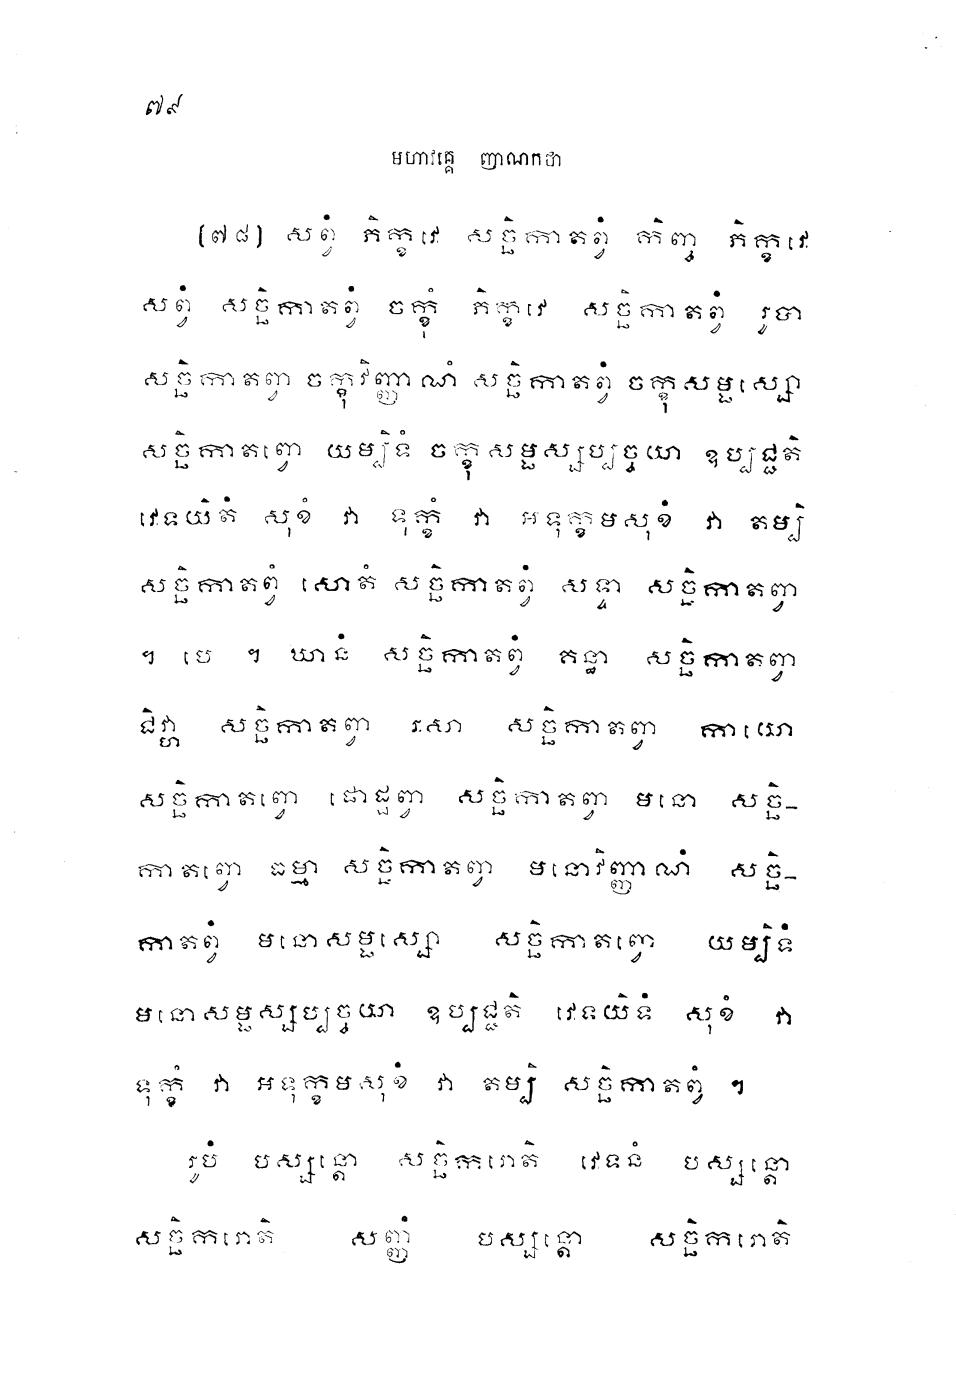 ៧៩
មហាវគ្គេ ញាណកថា
(៧៨) សព្វំ ភិក្ខវេ សច្ឆិកាតព្វំ កិញ្ច ភិក្ខវេ
សព្វំ សច្ឆិកាតព្វំ ចក្ខុំ ភិក្ខវេ សច្ឆិកាតព្វំ រូបា
សច្ឆិកាតព្វា ចក្ខុវិញ្ញាណំ សច្ឆិកាតព្វំ ចក្ខុសម្ផស្សោ
សច្ឆិកាតព្វោ យម្បិទំ ចក្ខុសម្ផស្សប្បច្ចយា ឧប្បជ្ជតិ
វេទយិតំ សុខំ វា ទុក្ខំ វា អទុក្ខមសុខំ វា តម្បិ
សច្ឆិកាតព្វំ សោតំ សច្ឆិកាតព្វំ សទ្ទា សច្ឆិកាតព្វា
។ បេ ។ ឃានំ សច្ឆិកាតព្វំ គន្ធា សច្ឆិកាតព្វា
ជិវ្ហា សច្ឆិកាតព្វា រសា សច្ឆិកាតព្វា កាយោ
សច្ឆិកាតព្វោ ផោដ្ឋព្វា សច្ឆិកាតព្វា មនោ សច្ឆិ-
កាតព្វោ ធម្មា សច្ឆិកាតព្វា មនោវិញ្ញាណំ សច្ឆិ-
កាតព្វំ មនោសម្ផស្សោ សច្ឆិកាតព្វោ យម្បិទំ
មនោសម្ផស្សប្បច្ចយា ឧប្បជ្ជតិ វេទយិទំ សុខំ វា
ទុក្ខំ វា អទុក្ខមសុខំ វា តម្បិ សច្ឆិកាតព្វំ ។
រូបំ បស្សន្តោ សច្ឆិករោតិ វេទនំ បស្សន្តោ
សច្ឆិករោតិ សញ្ញំ បស្សន្តោ សច្ឆិករោតិ